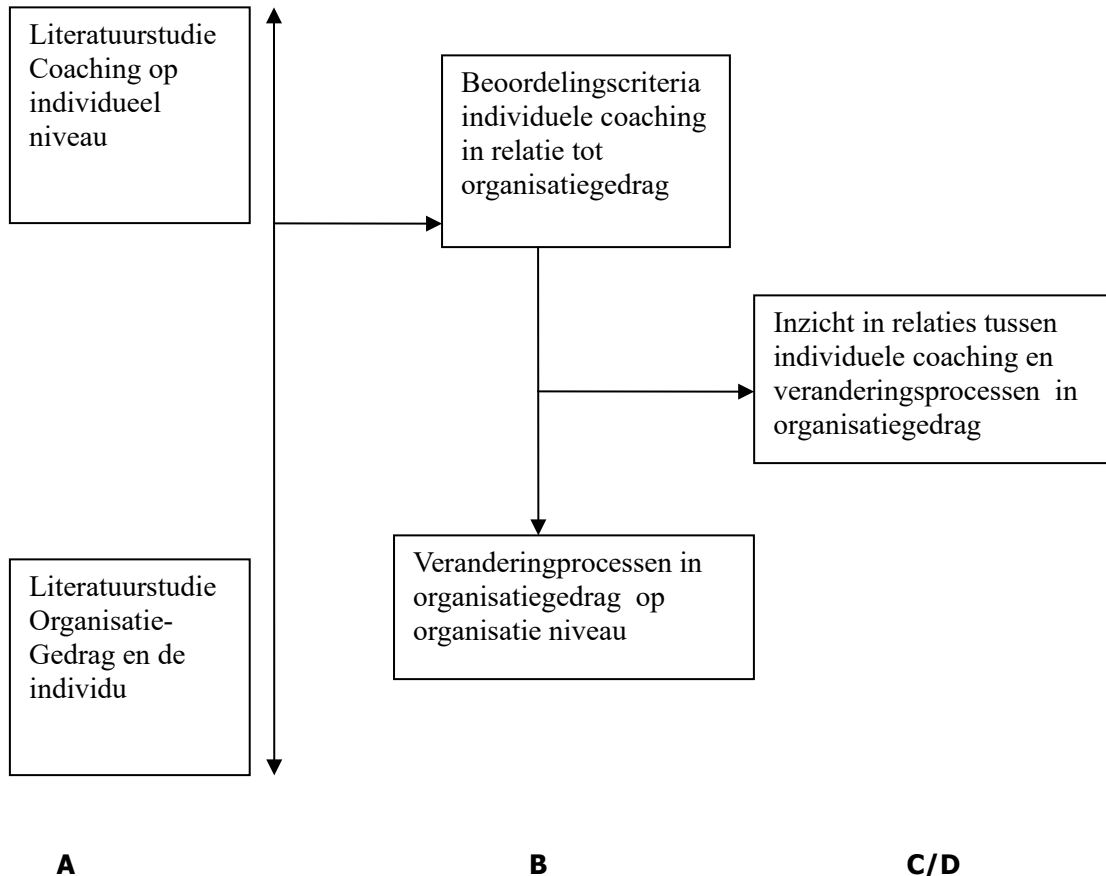 Literatuurstudie
Coaching op
individueel
niveau
Beoordelingscriteria
individuele coaching
in relatie tot
organisatiegedrag
Inzicht in relaties tussen
individuele coaching en
veranderingsprocessen  in
organisatiegedrag
Literatuurstudie
Organisatie-
Gedrag en de
individu
Veranderingprocessen in
organisatiegedrag  op
organisatie niveau
A
B
C/D